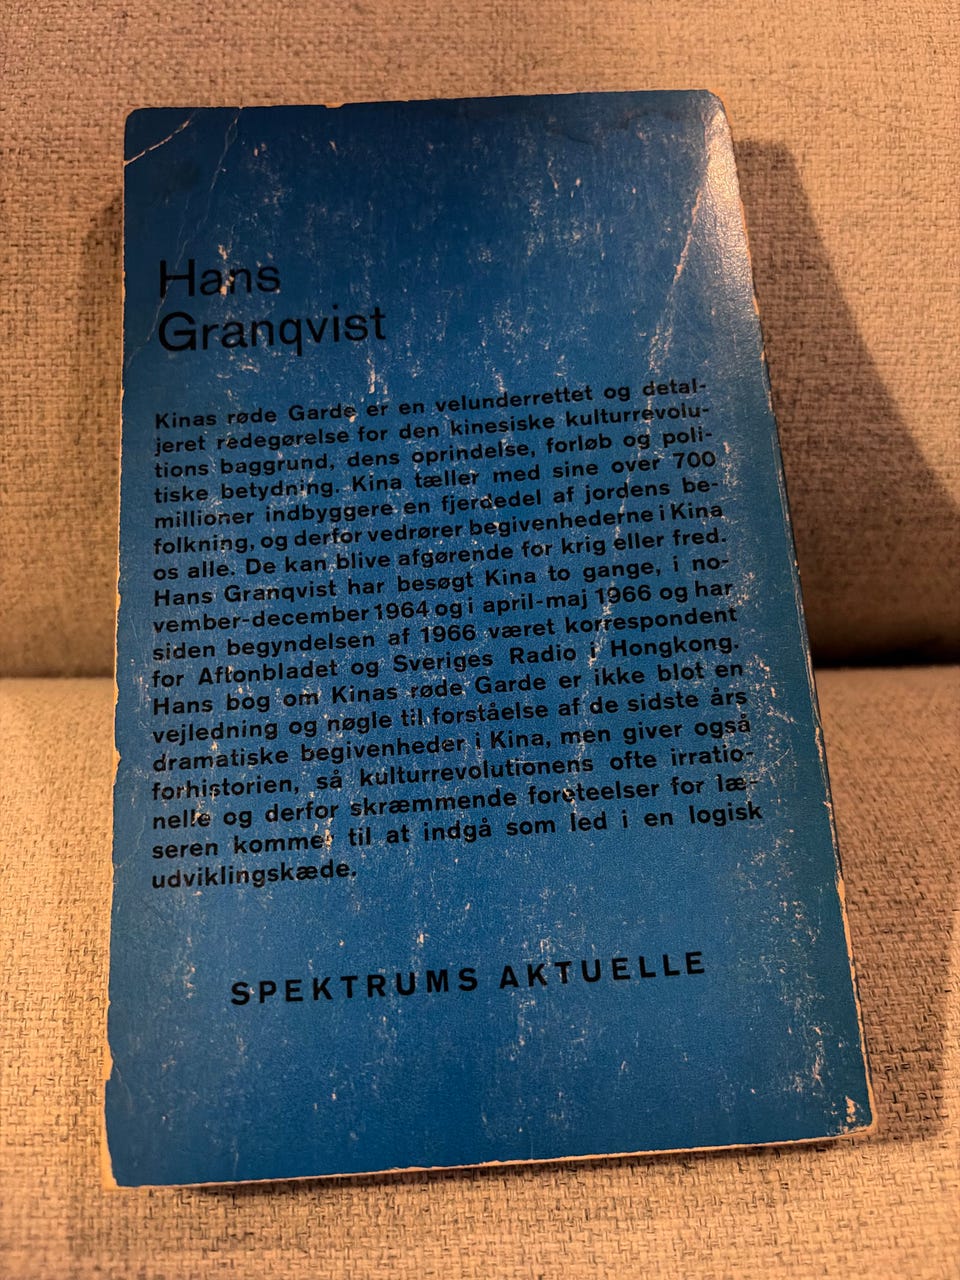 Hans
Granqvist
Kinas røde Garde er en velunderrettet og detal-
jeret redegørelse for den kinesiske kulturrevolu-
tions baggrund, dens oprindelse, forløb og poli-
tiske betydning. Kina tæller med sine over 700
millioner indbyggere en fjerdedel af jordens be-
folkning, og derfor vedrører begivenhederne i Kina
os alle. De kan blive afgørende for krig eller fred.
Hans Granqvist har besøgt Kina to gange, i no-
vember-december 1964 og i april-maj 1966 og har
siden begyndelsen af 1966 været korrespondent
for Aftonbladet og Sveriges Radio i Hongkong.
Hans bog om Kinas røde Garde er ikke blot en
vejledning og nøgle til forståelse af de sidste års
dramatiske begivenheder i Kina, men giver også
forhistorien, så kulturrevolutionens ofte irratio-
nelle og derfor skræmmende foreteelser for læ-
seren kommer til at indgå som led i en logisk
udviklingskæde.
SPEKTRUMS AKTUELLE